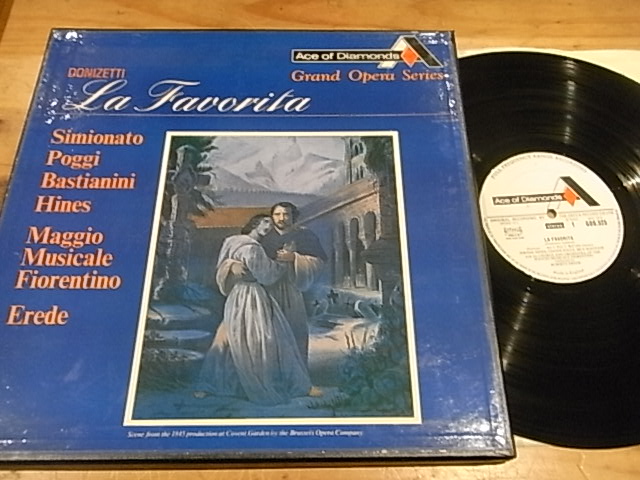 Ace of Diamonds
Grand Opera Series
DONIZETTI
La Favorita
Simionato
Poggi
Bastianini
Hines
Maggio
Musicale
Fiorentino
Erede
Scene from the 1845 production at Covent Garden by the Brussels Opera Company
Ace of Diamonds
LA FAVORITA